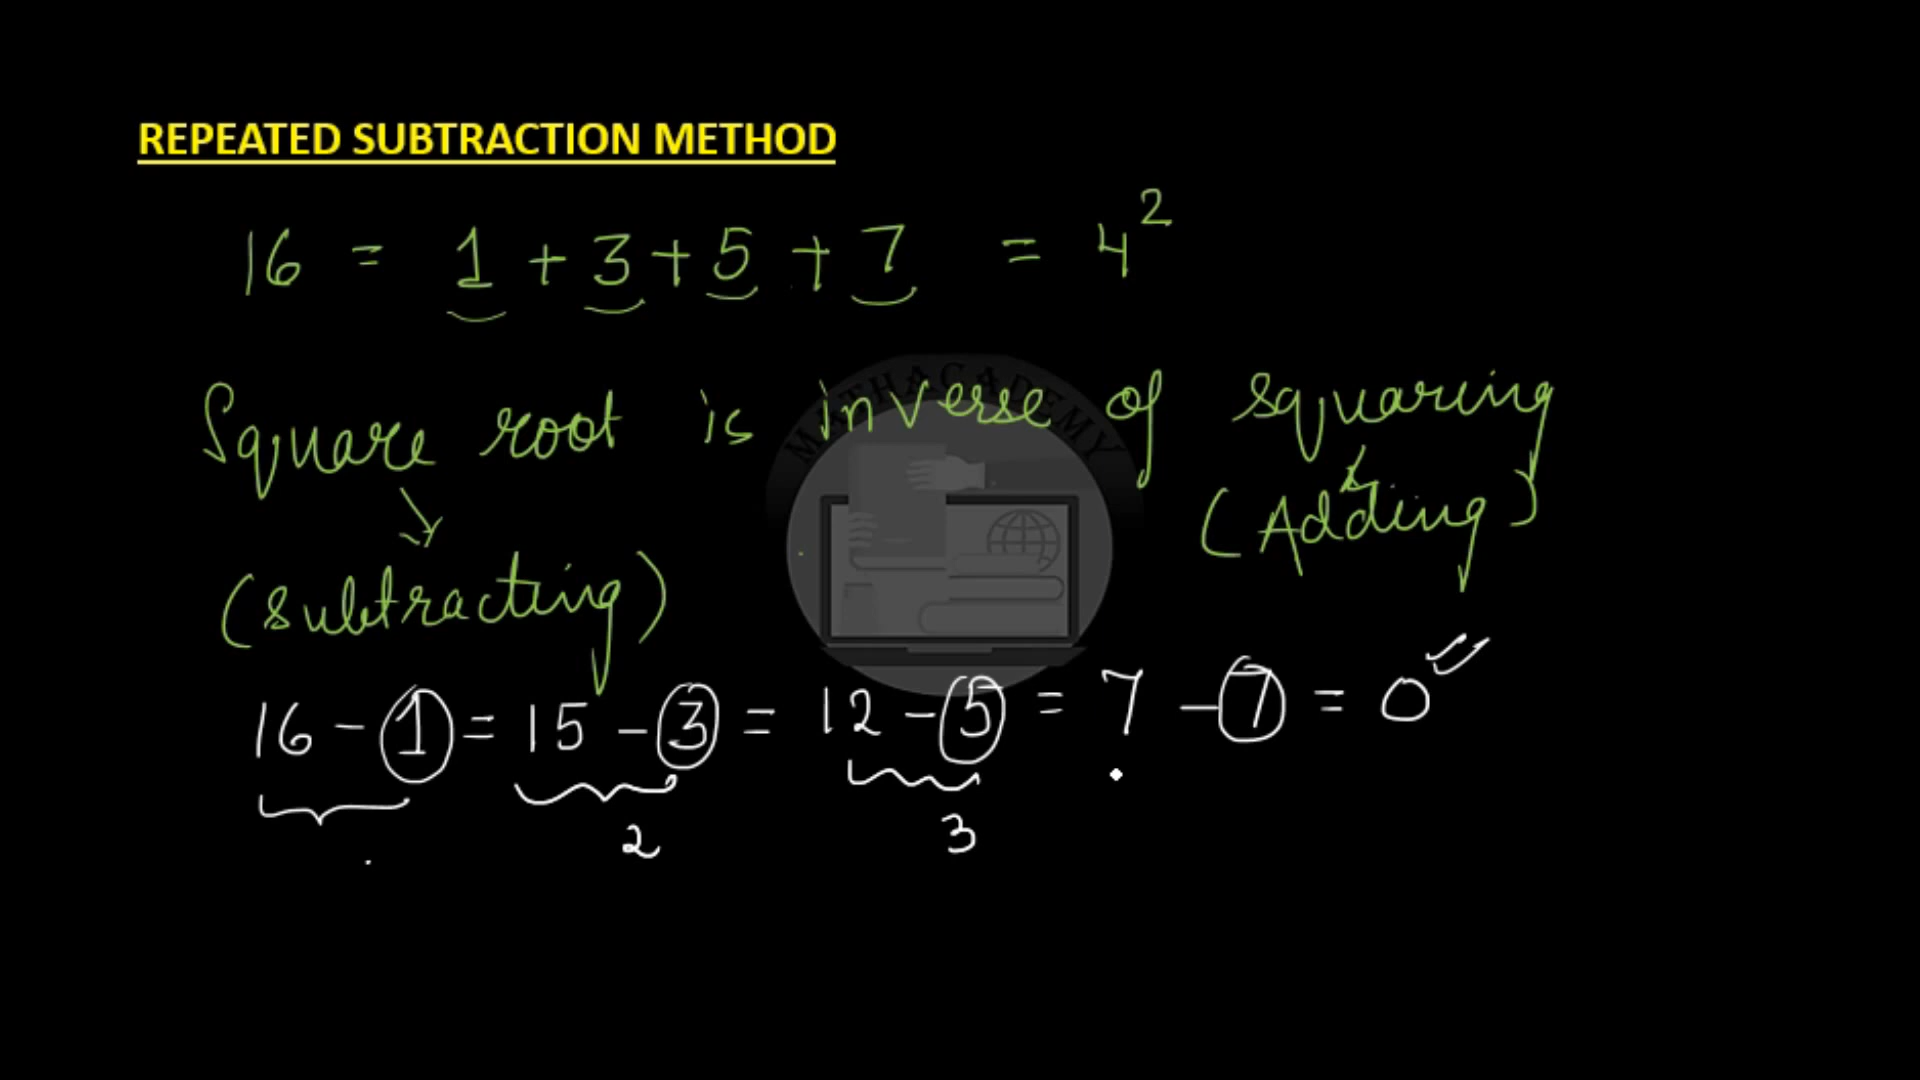 REPEATED SUBTRACTION METHOD
16 = 1 + 3 + 5 + 7 = 4²
MATHACADEMY
Square root is inverse of squaring
(Adding)
(subtracting)
16 - 1 = 15 - 3 = 12 - 5 = 7 - 7 = 0
2 3